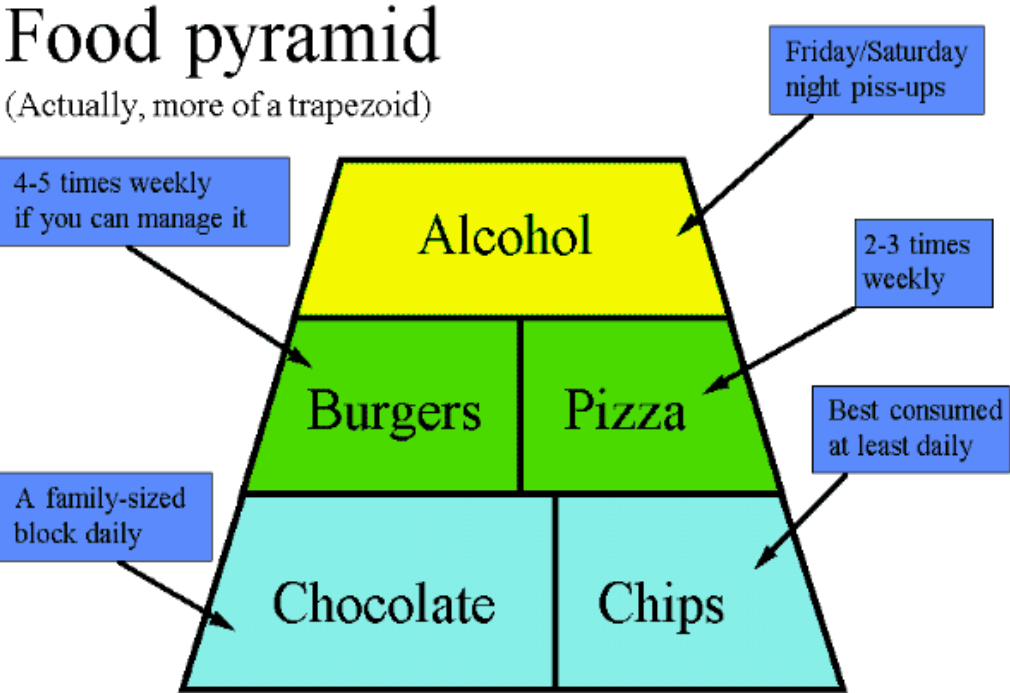 Food pyramid
(Actually, more of a trapezoid)
Friday/Saturday
night piss-ups
4-5 times weekly
if you can manage it
Alcohol
2-3 times
weekly
Burgers
Pizza
Best consumed
at least daily
A family-sized
block daily
Chocolate
Chips